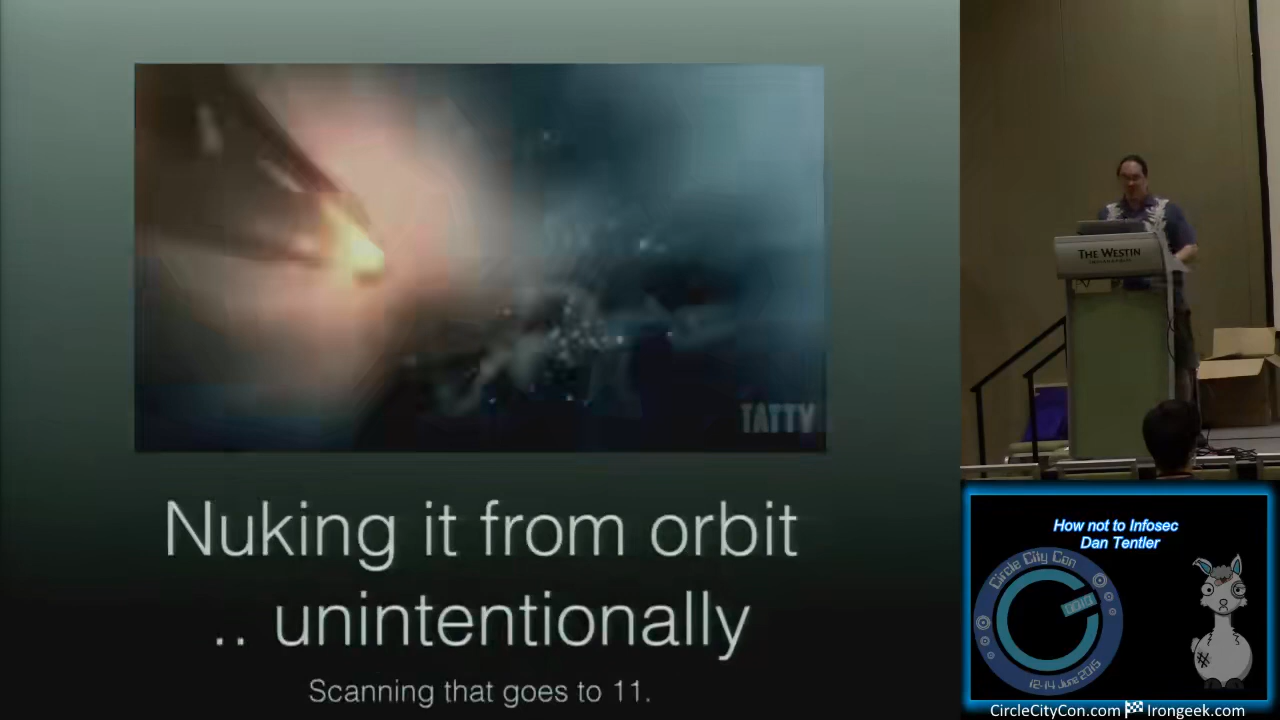 TATTV
Nuking it from orbit
.. unintentionally
Scanning that goes to 11.
THE WESTIN
How not to Infosec
Dan Tentler
Circle City Con
12-14 June 2015
CircleCityCon.com Irongeek.com